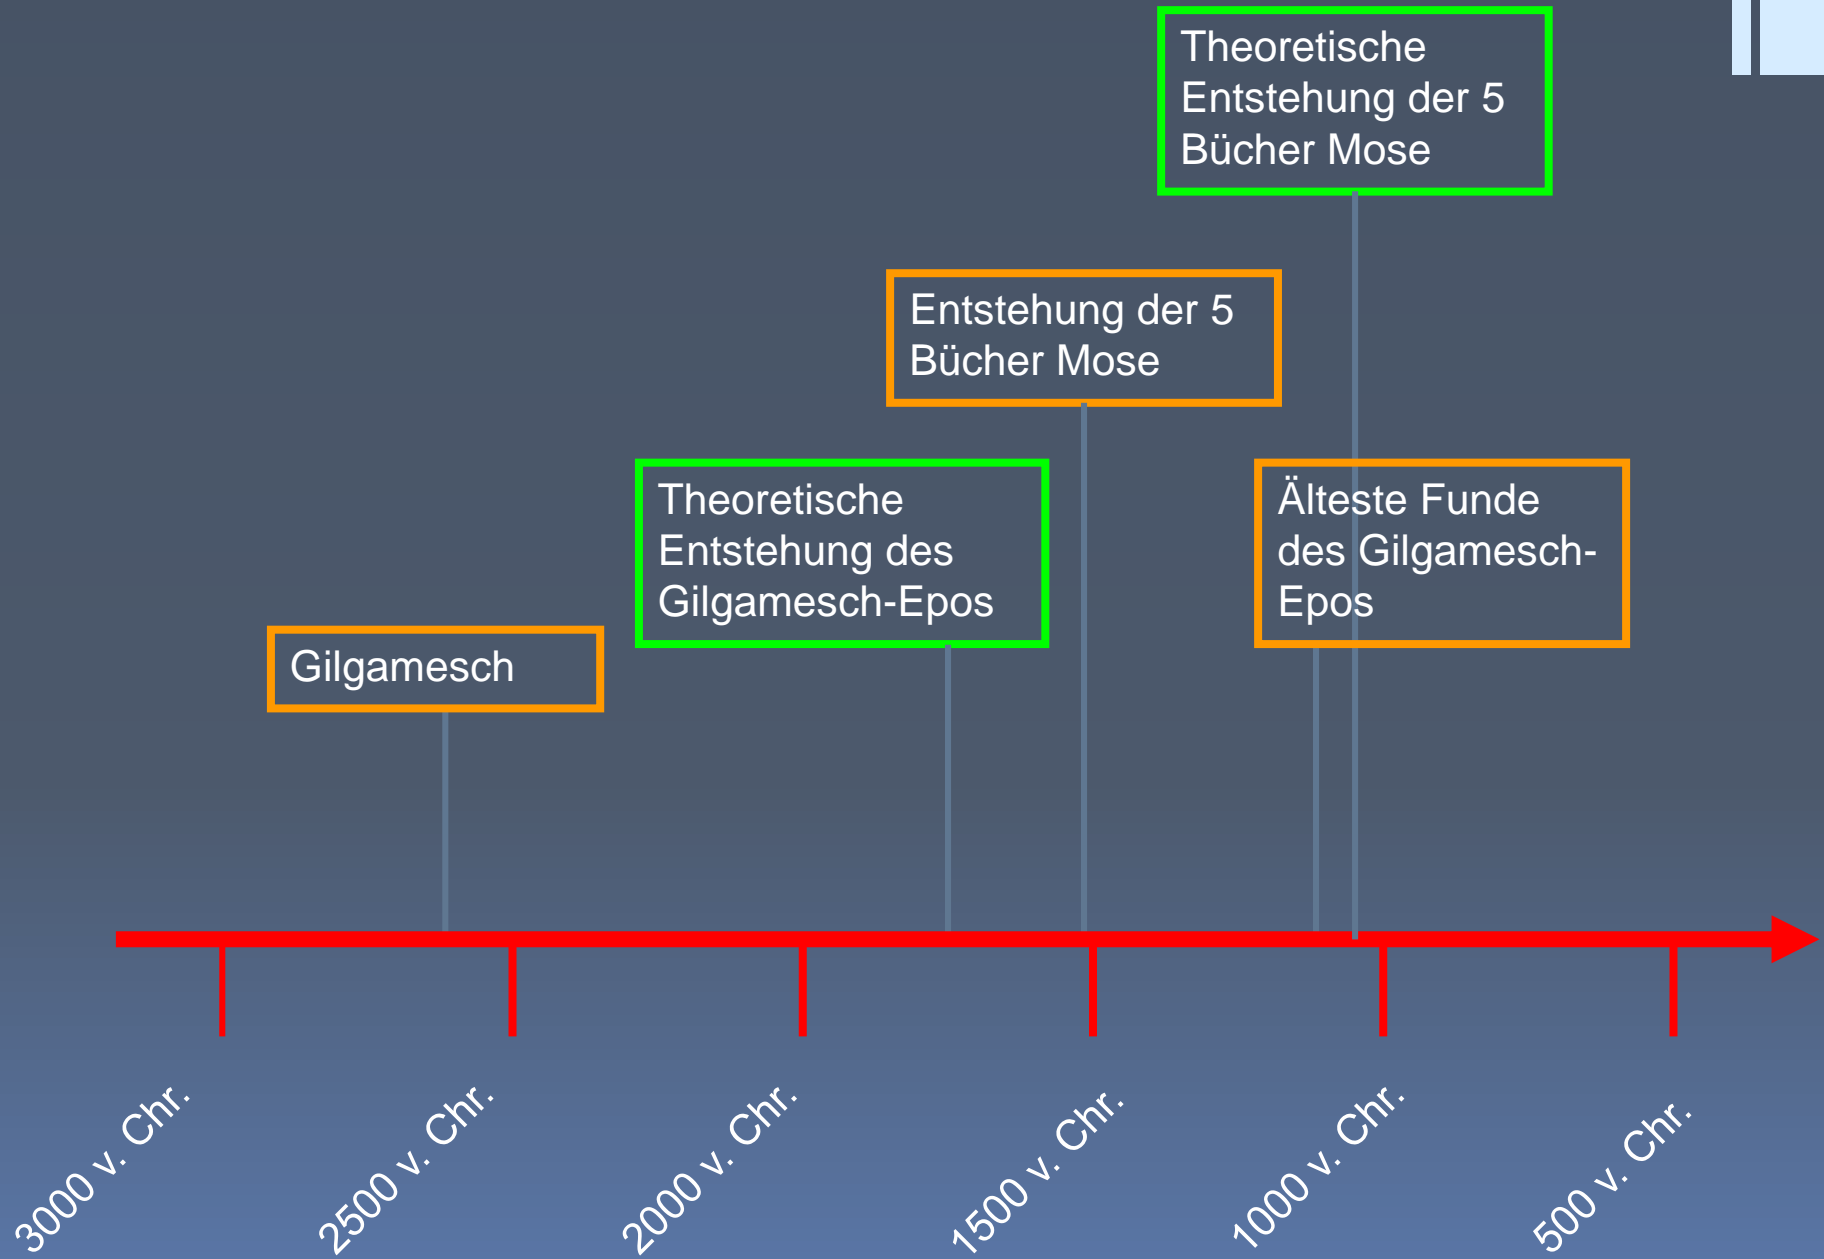 Theoretische
Entstehung der 5
Bücher Mose
Entstehung der 5
Bücher Mose
Theoretische
Entstehung des
Gilgamesch-Epos
Älteste Funde
des Gilgamesch-
Epos
Gilgamesch
3000 v. Chr.
2500 v. Chr.
2000 v. Chr.
1500 v. Chr.
1000 v. Chr.
500 v. Chr.